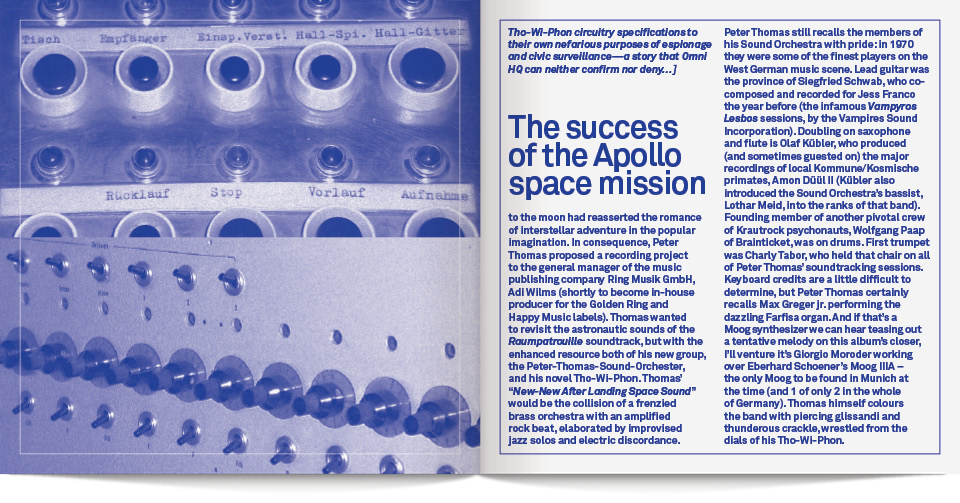 Tisch Empfänger Einsp.Verst. Hall-Spi. Hall-Gitter
Rücklauf Stop Vorlauf Aufnahme
Tho-Wi-Phon circuitry specifications to
their own nefarious purposes of espionage
and civic surveillance—a story that Omni
HQ can neither confirm nor deny...]
The success
of the Apollo
space mission
to the moon had reasserted the romance
of interstellar adventure in the popular
imagination. In consequence, Peter
Thomas proposed a recording project
to the general manager of the music
publishing company Ring Musik GmbH,
Adi Wilms (shortly to become in-house
producer for the Golden Ring and
Happy Music labels). Thomas wanted
to revisit the astronautic sounds of the
Raumpatrouille soundtrack, but with the
enhanced resource both of his new group,
the Peter-Thomas-Sound-Orchester,
and his novel Tho-Wi-Phon. Thomas’
“New-New After Landing Space Sound”
would be the collision of a frenzied
brass orchestra with an amplified
rock beat, elaborated by improvised
jazz solos and electric discordance.
Peter Thomas still recalls the members of
his Sound Orchestra with pride: in 1970
they were some of the finest players on the
West German music scene. Lead guitar was
the province of Siegfried Schwab, who co-
composed and recorded for Jess Franco
the year before (the infamous Vampyros
Lesbos sessions, by the Vampires Sound
Incorporation). Doubling on saxophone
and flute is Olaf Kübler, who produced
(and sometimes guested on) the major
recordings of local Kommune/Kosmische
primates, Amon Düül II (Kübler also
introduced the Sound Orchestra’s bassist,
Lothar Meid, into the ranks of that band).
Founding member of another pivotal crew
of Krautrock psychonauts, Wolfgang Paap
of Brainticket, was on drums. First trumpet
was Charly Tabor, who held that chair on all
of Peter Thomas’ soundtracking sessions.
Keyboard credits are a little difficult to
determine, but Peter Thomas certainly
recalls Max Greger jr. performing the
dazzling Farfisa organ. And if that’s a
Moog synthesizer we can hear teasing out
a tentative melody on this album’s closer,
I’ll venture it’s Giorgio Moroder working
over Eberhard Schoener’s Moog IIIA –
the only Moog to be found in Munich at
the time (and 1 of only 2 in the whole
of Germany). Thomas himself colours
the band with piercing glissandi and
thunderous crackle, wrestled from the
dials of his Tho-Wi-Phon.